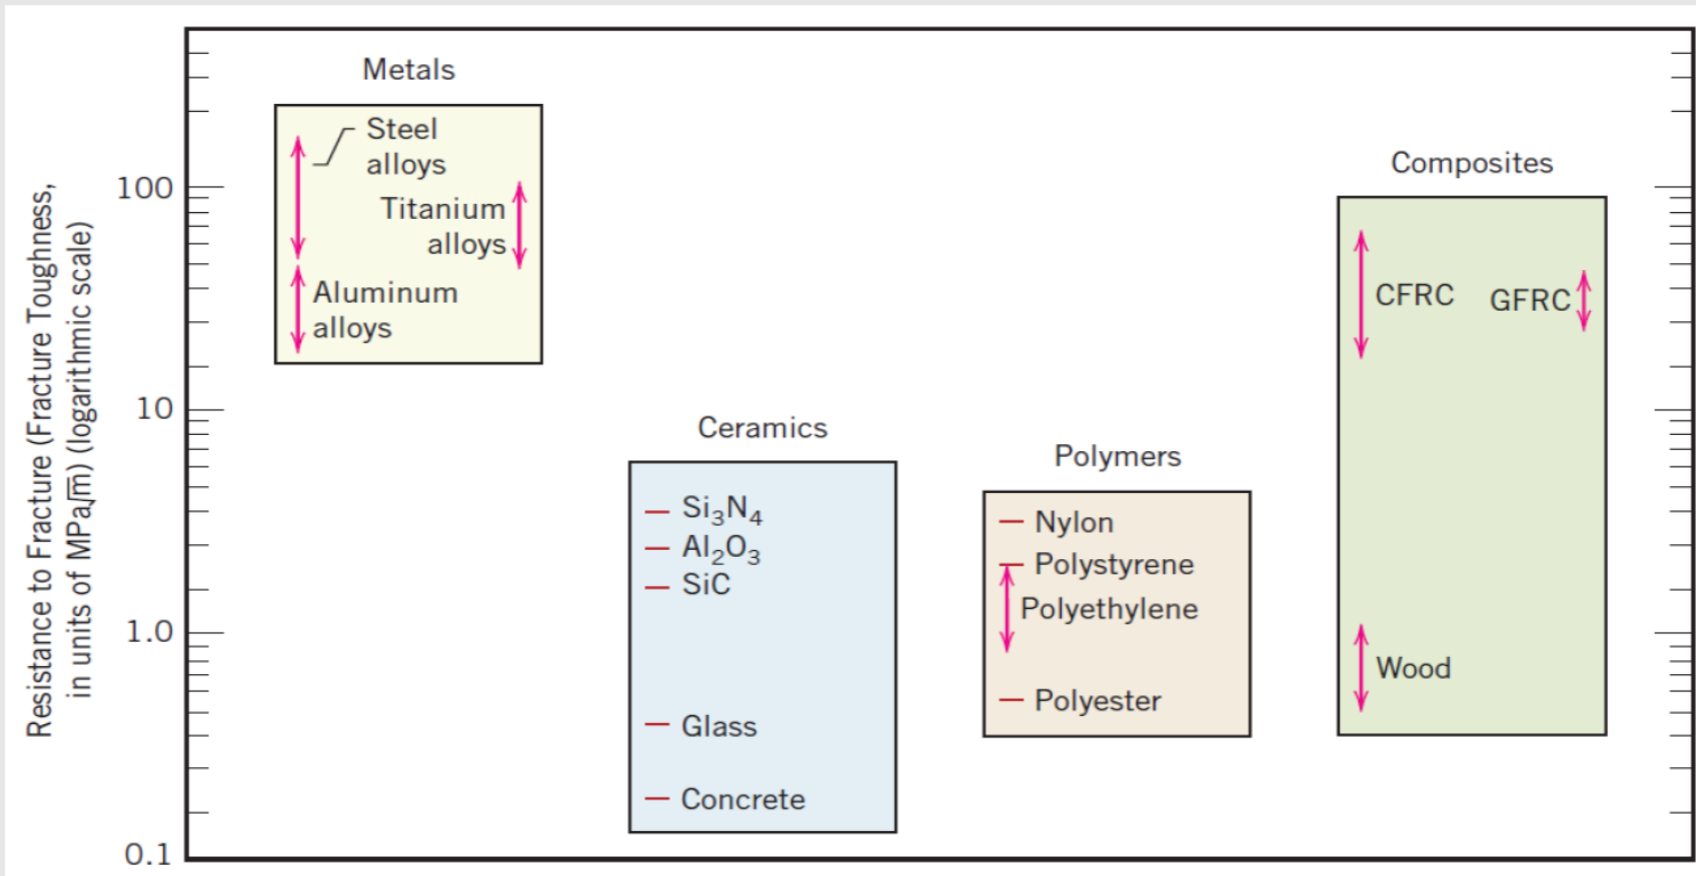 Resistance to Fracture (Fracture Toughness,
in units of MPa√m) (logarithmic scale)
100
10
1.0
0.1
Metals
Steel
alloys
Titanium
alloys
Aluminum
alloys
Ceramics
Si₃N₄
Al₂O₃
SiC
Glass
Concrete
Polymers
Nylon
Polystyrene
Polyethylene
Polyester
Composites
CFRC
GFRC
Wood